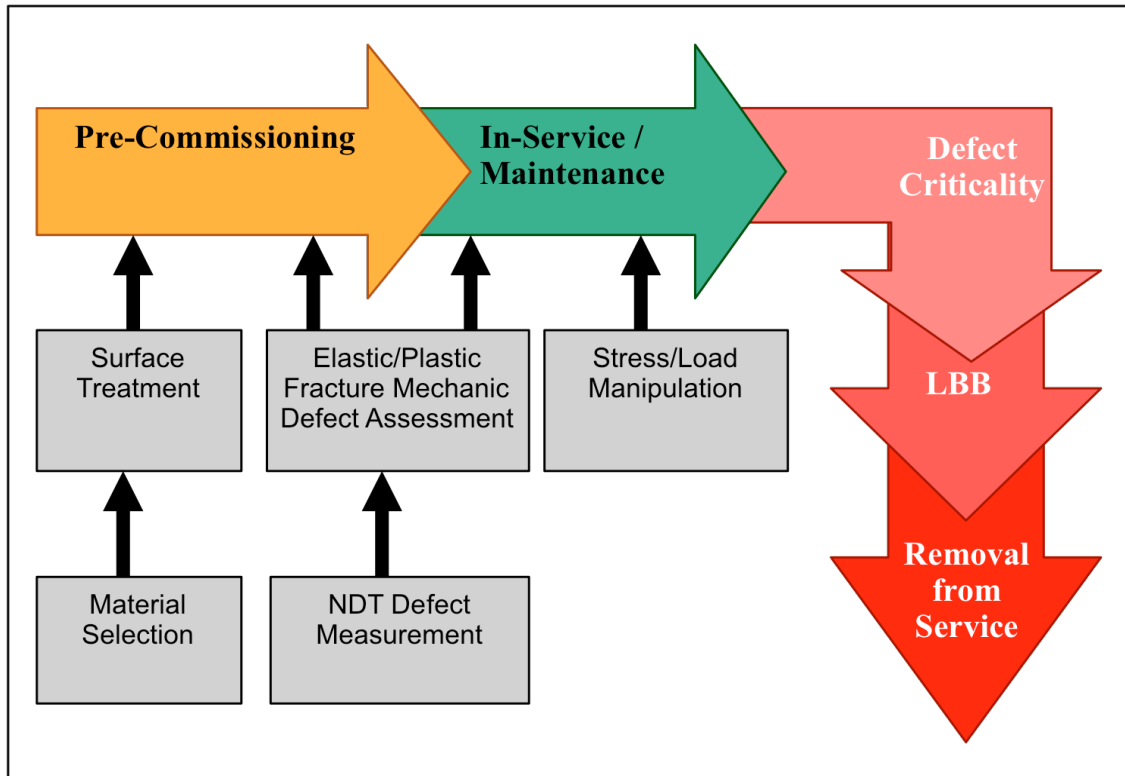 Pre-Commissioning
In-Service /
Maintenance
Defect
Criticality
Surface
Treatment
Elastic/Plastic
Fracture Mechanic
Defect Assessment
Stress/Load
Manipulation
LBB
Removal
from
Service
Material
Selection
NDT Defect
Measurement